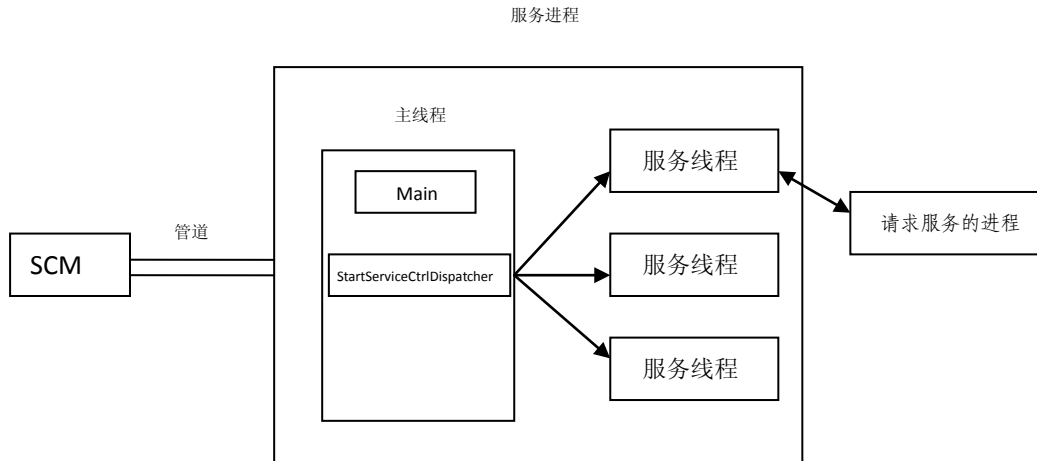 服务进程
主线程
服务线程
Main
请求服务的进程
管道
SCM
StartServiceCtrlDispatcher
服务线程
服务线程